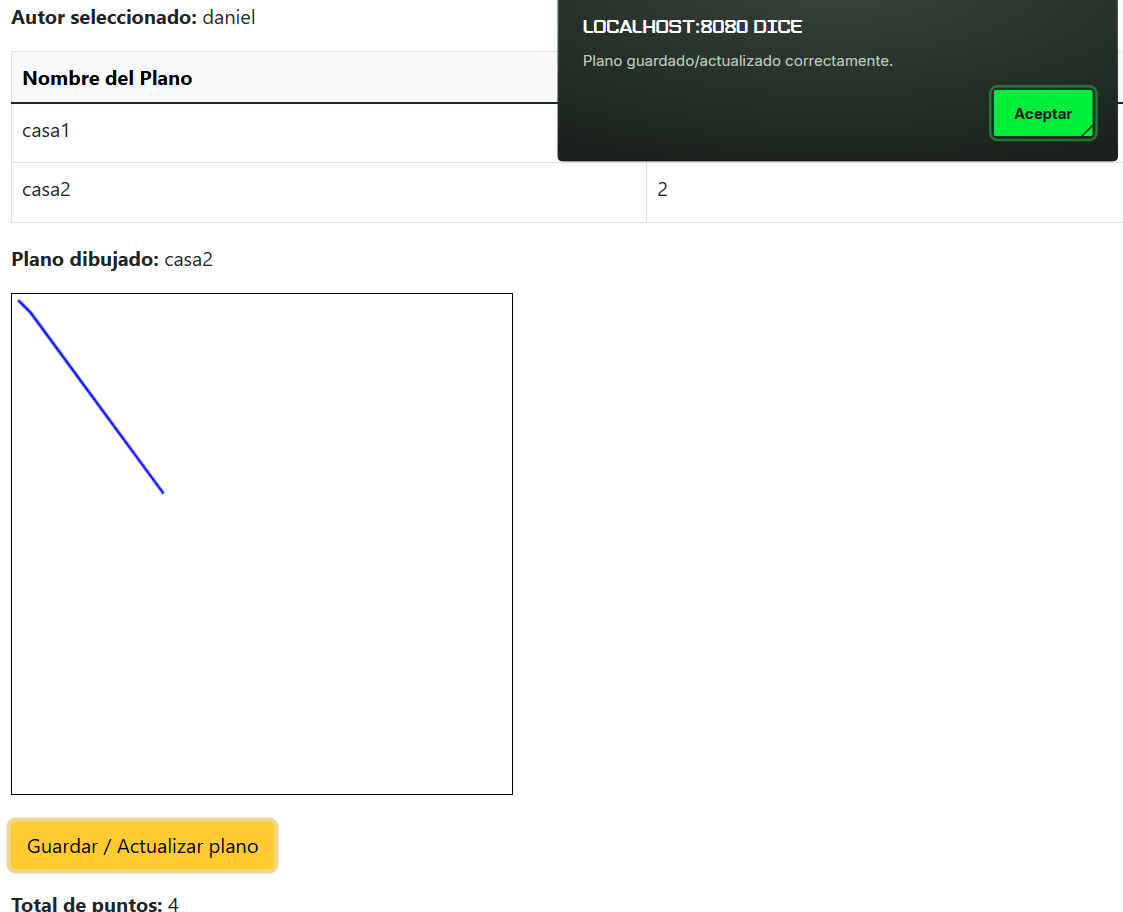 Autor seleccionado: daniel
LOCALHOST:8080 DICE
Plano guardado/actualizado correctamente.
Aceptar
Nombre del Plano
casa1
casa2 2
Plano dibujado: casa2
Guardar / Actualizar plano
Total de puntos: 4